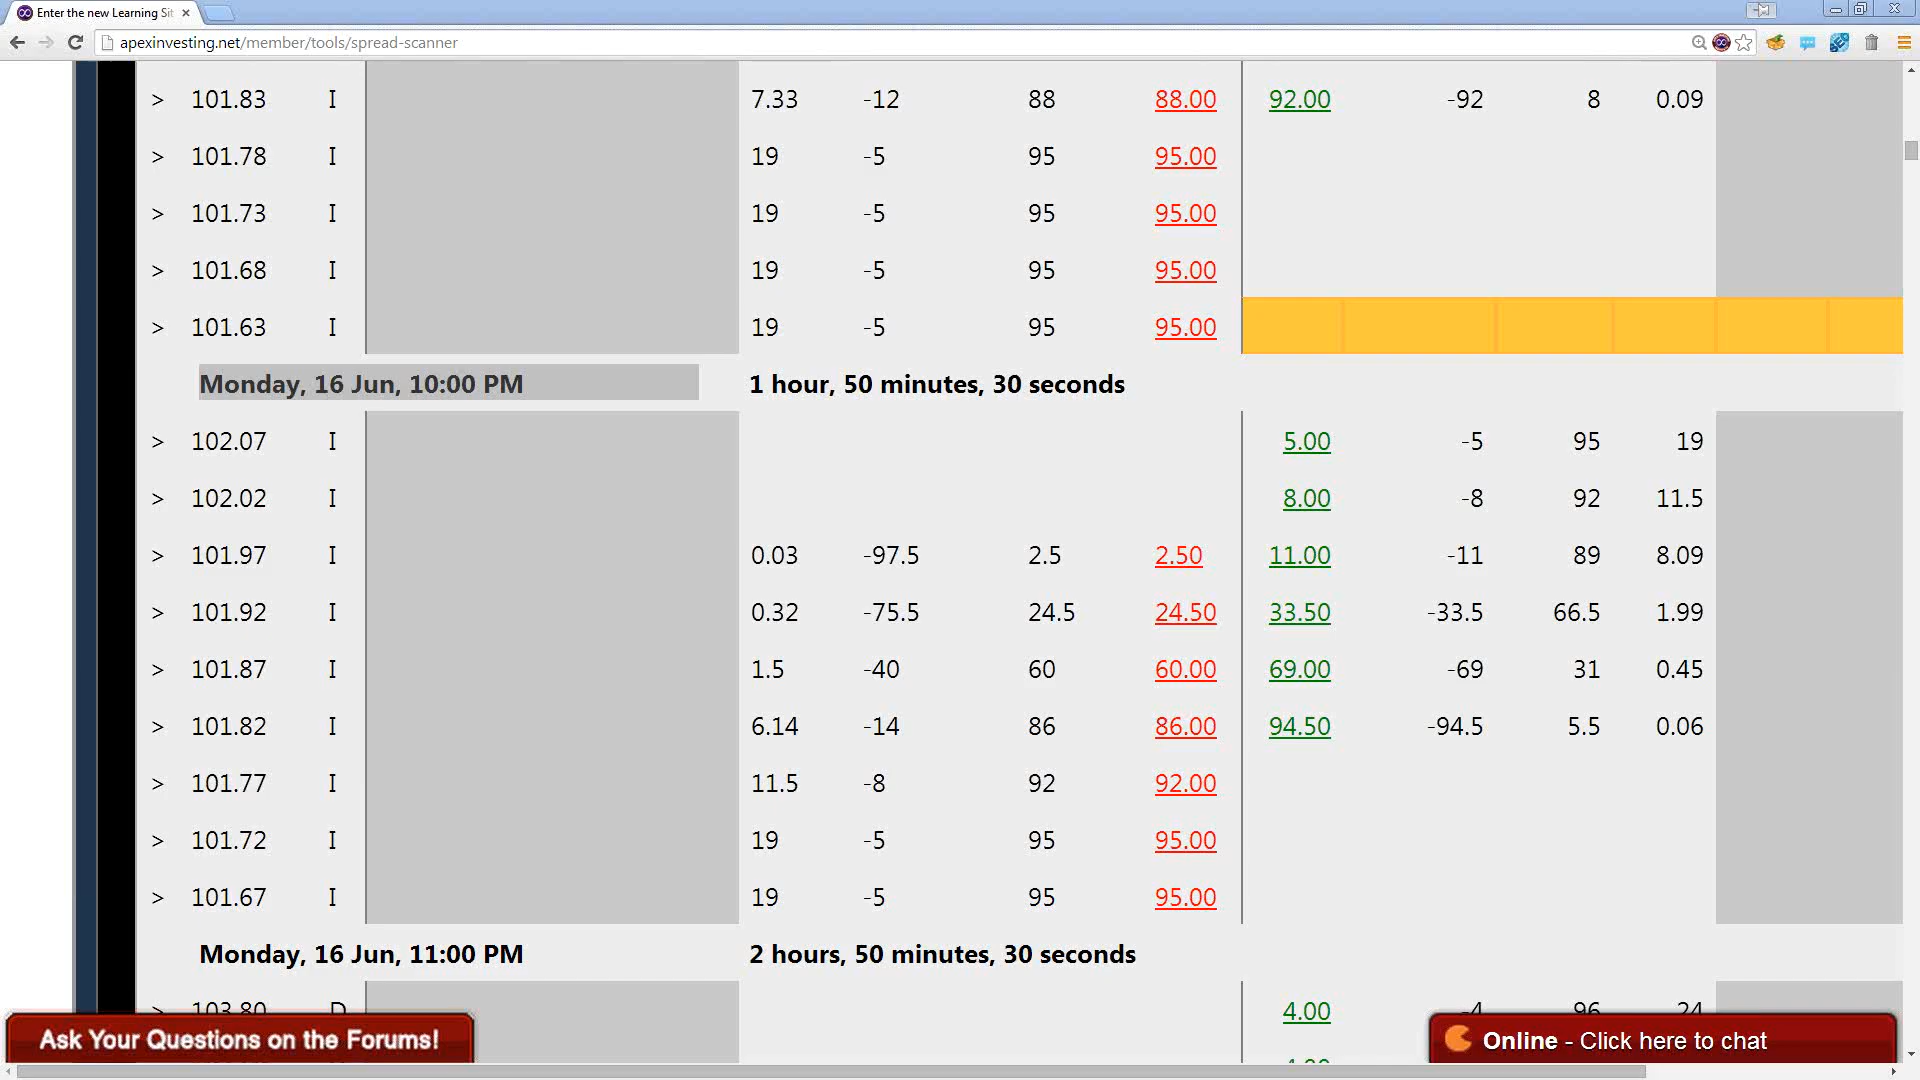 Enter the new Learning Sit
apexinvesting.net/member/tools/spread-scanner
> 101.83 I 7.33 -12 88 88.00 92.00 -92 8 0.09
> 101.78 I 19 -5 95 95.00
> 101.73 I 19 -5 95 95.00
> 101.68 I 19 -5 95 95.00
> 101.63 I 19 -5 95 95.00
Monday, 16 Jun, 10:00 PM 1 hour, 50 minutes, 30 seconds
> 102.07 I 5.00 -5 95 19
> 102.02 I 8.00 -8 92 11.5
> 101.97 I 0.03 -97.5 2.5 2.50 11.00 -11 89 8.09
> 101.92 I 0.32 -75.5 24.5 24.50 33.50 -33.5 66.5 1.99
> 101.87 I 1.5 -40 60 60.00 69.00 -69 31 0.45
> 101.82 I 6.14 -14 86 86.00 94.50 -94.5 5.5 0.06
> 101.77 I 11.5 -8 92 92.00
> 101.72 I 19 -5 95 95.00
> 101.67 I 19 -5 95 95.00
Monday, 16 Jun, 11:00 PM 2 hours, 50 minutes, 30 seconds
> 103.80 D 4.00 -4 96 24
Ask Your Questions on the Forums!
Online - Click here to chat